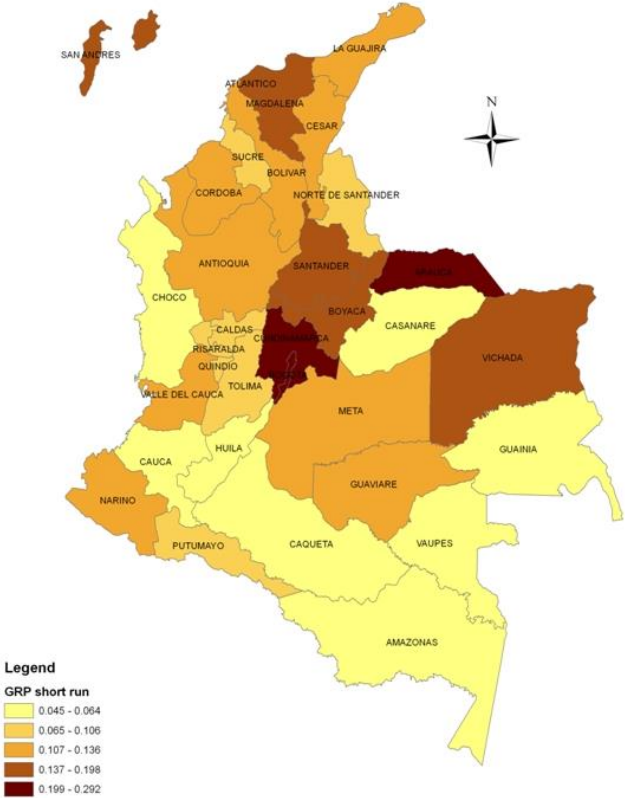 SAN ANDRES
LA GUAJIRA
ATLANTICO
MAGDALENA
N
CESAR
SUCRE
BOLIVAR
CORDOBA
NORTE DE SANTANDER
ANTIOQUIA
SANTANDER
ARAUCA
CHOCO
BOYACA
CASANARE
CALDAS
CUNDINAMARCA
RISARALDA
VICHADA
QUINDIO
TOLIMA
VALLE DEL CAUCA
META
HUILA
GUAINIA
CAUCA
GUAVIARE
NARINO
PUTUMAYO
CAQUETA
VAUPES
AMAZONAS
Legend
GRP short run
0.045 - 0.064
0.065 - 0.106
0.107 - 0.136
0.137 - 0.198
0.199 - 0.292